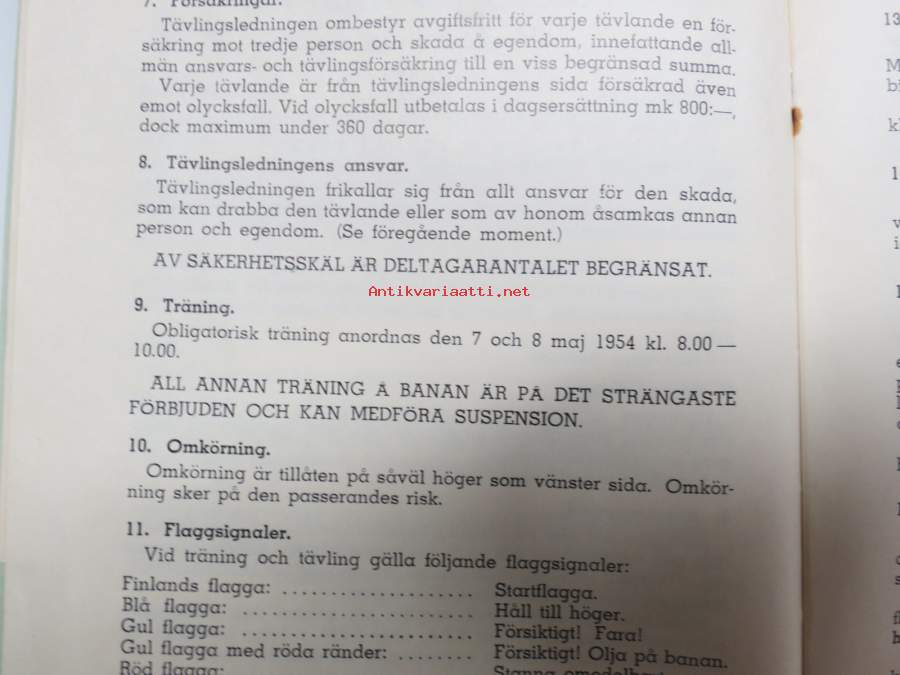 7. Försäkringar.
Tävlingsledningen ombestyr avgiftsfritt för varje tävlande en för-
säkring mot tredje person och skada å egendom, innefattande all-
män ansvars- och tävlingsförsäkring till en viss begränsad summa.
Varje tävlande är från tävlingsledningens sida försäkrad även
emot olycksfall. Vid olycksfall utbetalas i dagsersättning mk 800:—,
dock maximum under 360 dagar.
8. Tävlingsledningens ansvar.
Tävlingsledningen frikallar sig från allt ansvar för den skada,
som kan drabba den tävlande eller som av honom åsamkas annan
person och egendom. (Se föregående moment.)
AV SÄKERHETSSKÄL ÄR DELTAGARANTALET BEGRÄNSAT.
Antikvariaatti.net
9. Träning.
Obligatorisk träning anordnas den 7 och 8 maj 1954 kl. 8.00 —
10.00.
ALL ANNAN TRÄNING Å BANAN ÄR PÅ DET STRÄNGASTE
FÖRBJUDEN OCH KAN MEDFÖRA SUSPENSION.
10. Omkörning.
Omkörning är tillåten på såväl höger som vänster sida. Omkör-
ning sker på den passerandes risk.
11. Flaggsignaler.
Vid träning och tävling gälla följande flaggsignaler:
Finlands flagga: .................... Startflagga.
Blå flagga: ........................ Håll till höger.
Gul flagga: ........................ Försiktigt! Fara!
Gul flagga med röda ränder: ........ Försiktigt! Olja på banan.
Röd flagga: Stanna
13